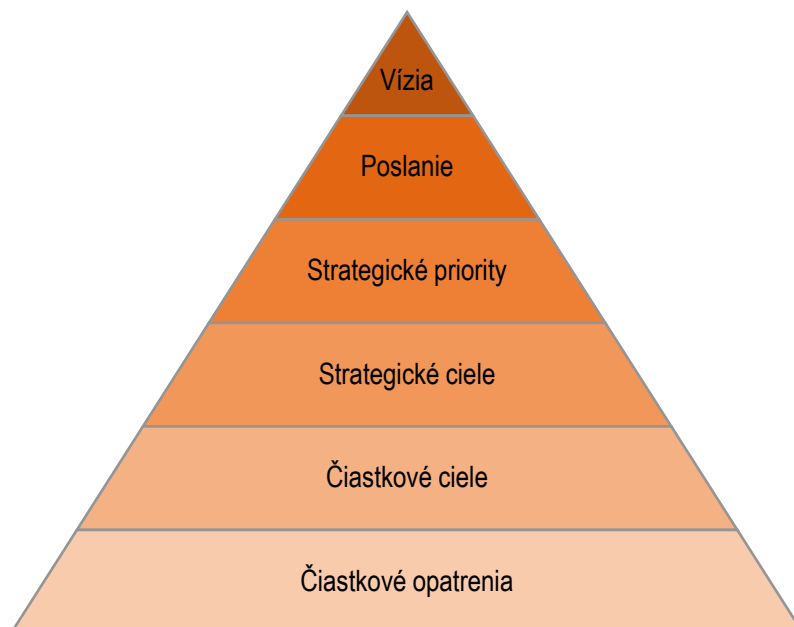 Vízia
Poslanie
Strategické priority
Strategické ciele
Čiastkové ciele
Čiastkové opatrenia